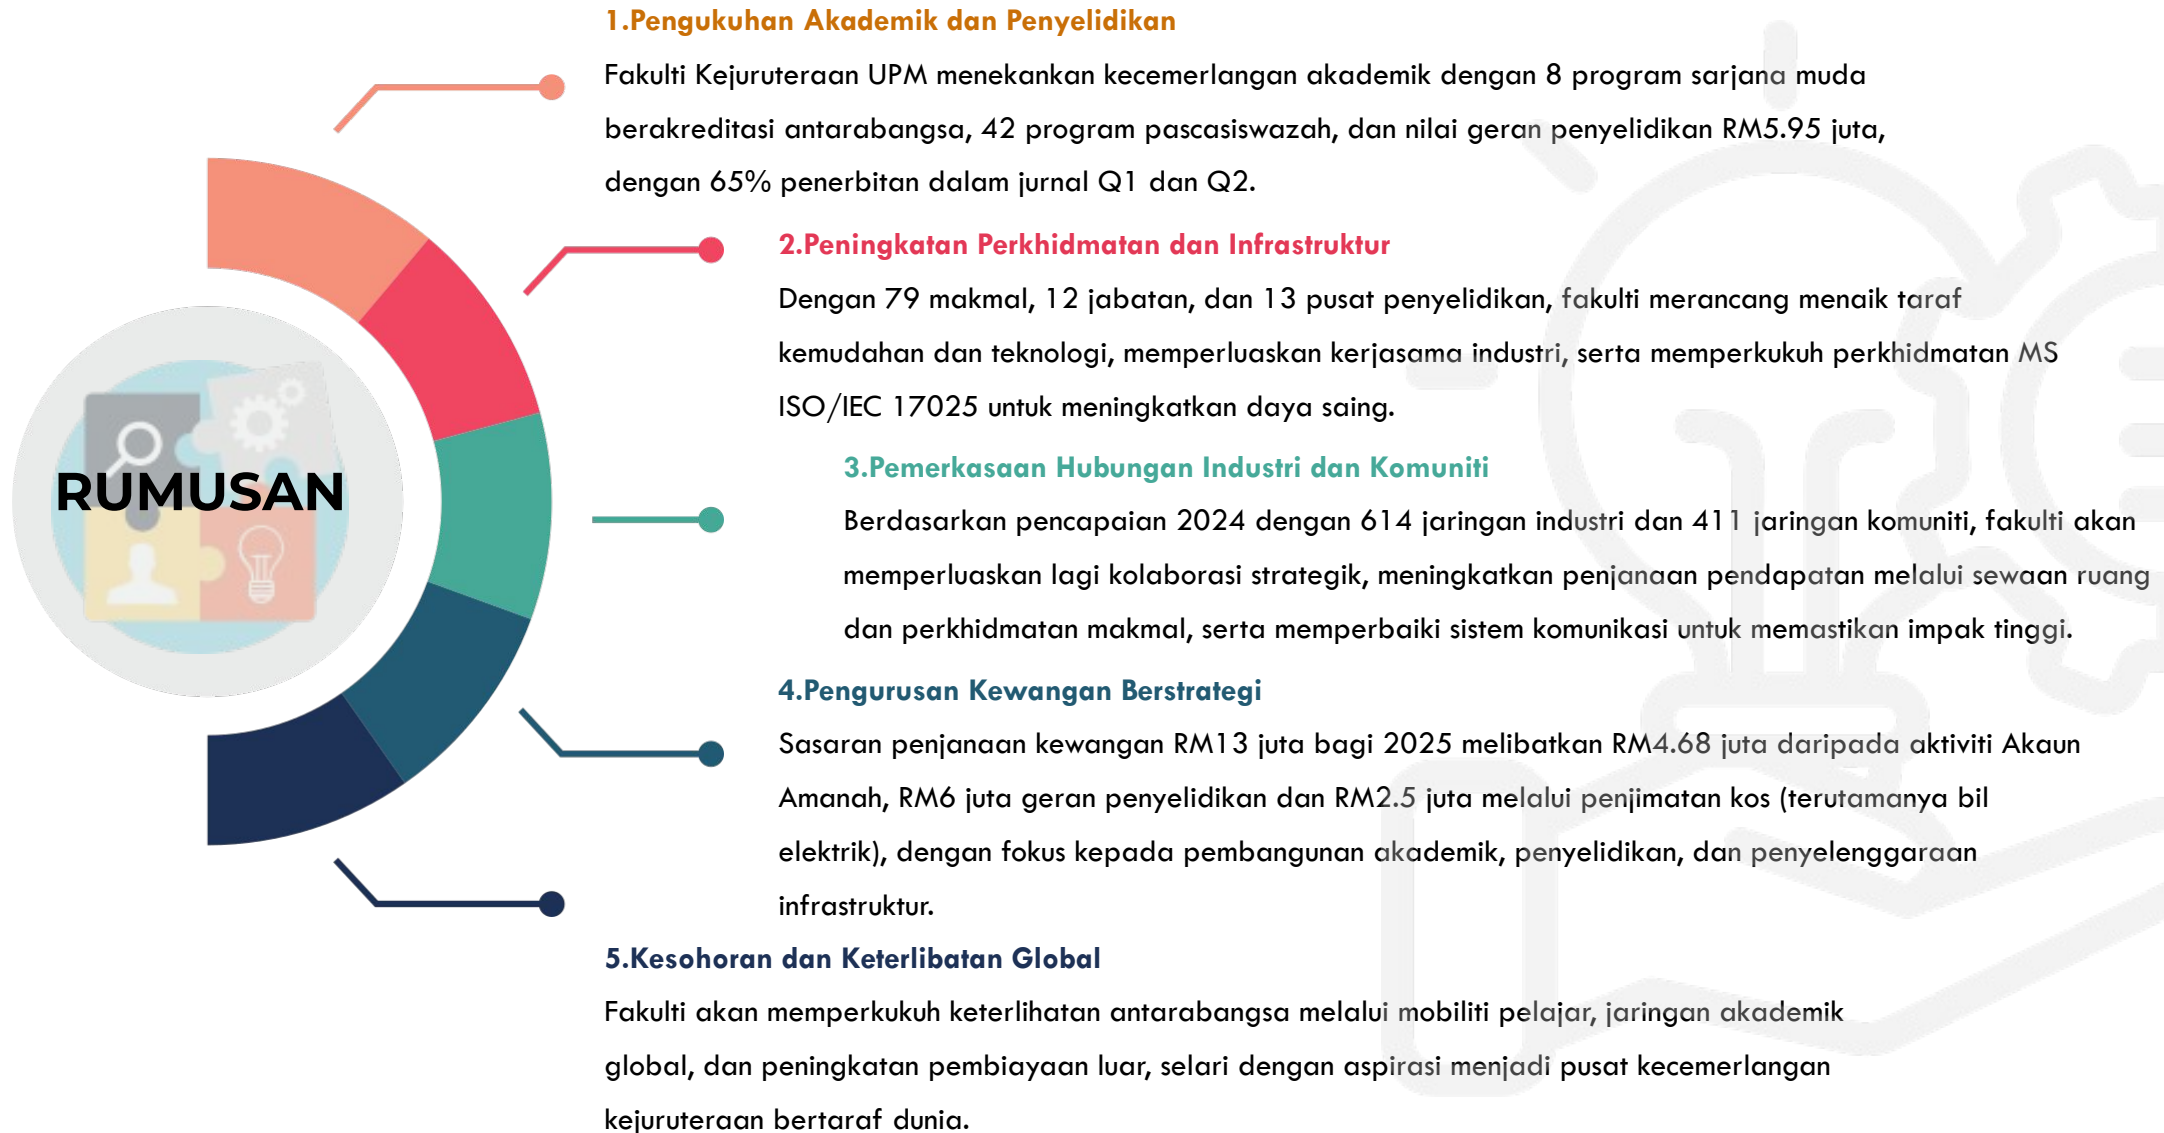 1.Pengukuhan Akademik dan Penyelidikan
Fakulti Kejuruteraan UPM menekankan kecemerlangan akademik dengan 8 program sarjana muda
berakreditasi antarabangsa, 42 program pascasiswazah, dan nilai geran penyelidikan RM5.95 juta,
dengan 65% penerbitan dalam jurnal Q1 dan Q2.
2.Peningkatan Perkhidmatan dan Infrastruktur
Dengan 79 makmal, 12 jabatan, dan 13 pusat penyelidikan, fakulti merancang menaik taraf
kemudahan dan teknologi, memperluaskan kerjasama industri, serta memperkukuh perkhidmatan MS
ISO/IEC 17025 untuk meningkatkan daya saing.
RUMUSAN
3.Pemerkasaan Hubungan Industri dan Komuniti
Berdasarkan pencapaian 2024 dengan 614 jaringan industri dan 411 jaringan komuniti, fakulti akan
memperluaskan lagi kolaborasi strategik, meningkatkan penjanaan pendapatan melalui sewaan ruang
dan perkhidmatan makmal, serta memperbaiki sistem komunikasi untuk memastikan impak tinggi.
4.Pengurusan Kewangan Berstrategi
Sasaran penjanaan kewangan RM13 juta bagi 2025 melibatkan RM4.68 juta daripada aktiviti Akaun
Amanah, RM6 juta geran penyelidikan dan RM2.5 juta melalui penjimatan kos (terutamanya bil
elektrik), dengan fokus kepada pembangunan akademik, penyelidikan, dan penyelenggaraan
infrastruktur.
5.Kesohoran dan Keterlibatan Global
Fakulti akan memperkukuh keterlihatan antarabangsa melalui mobiliti pelajar, jaringan akademik
global, dan peningkatan pembiayaan luar, selari dengan aspirasi menjadi pusat kecemerlangan
kejuruteraan bertaraf dunia.